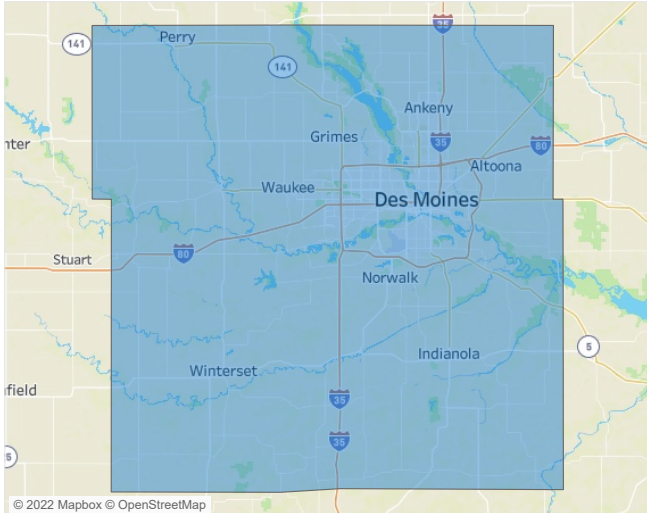 35
141
Perry
141
Ankeny
Grimes
35
80
nter
Altoona
Waukee
Des Moines
80
Stuart
Norwalk
5
Indianola
Winterset
field
35
35
5
© 2022 Mapbox © OpenStreetMap